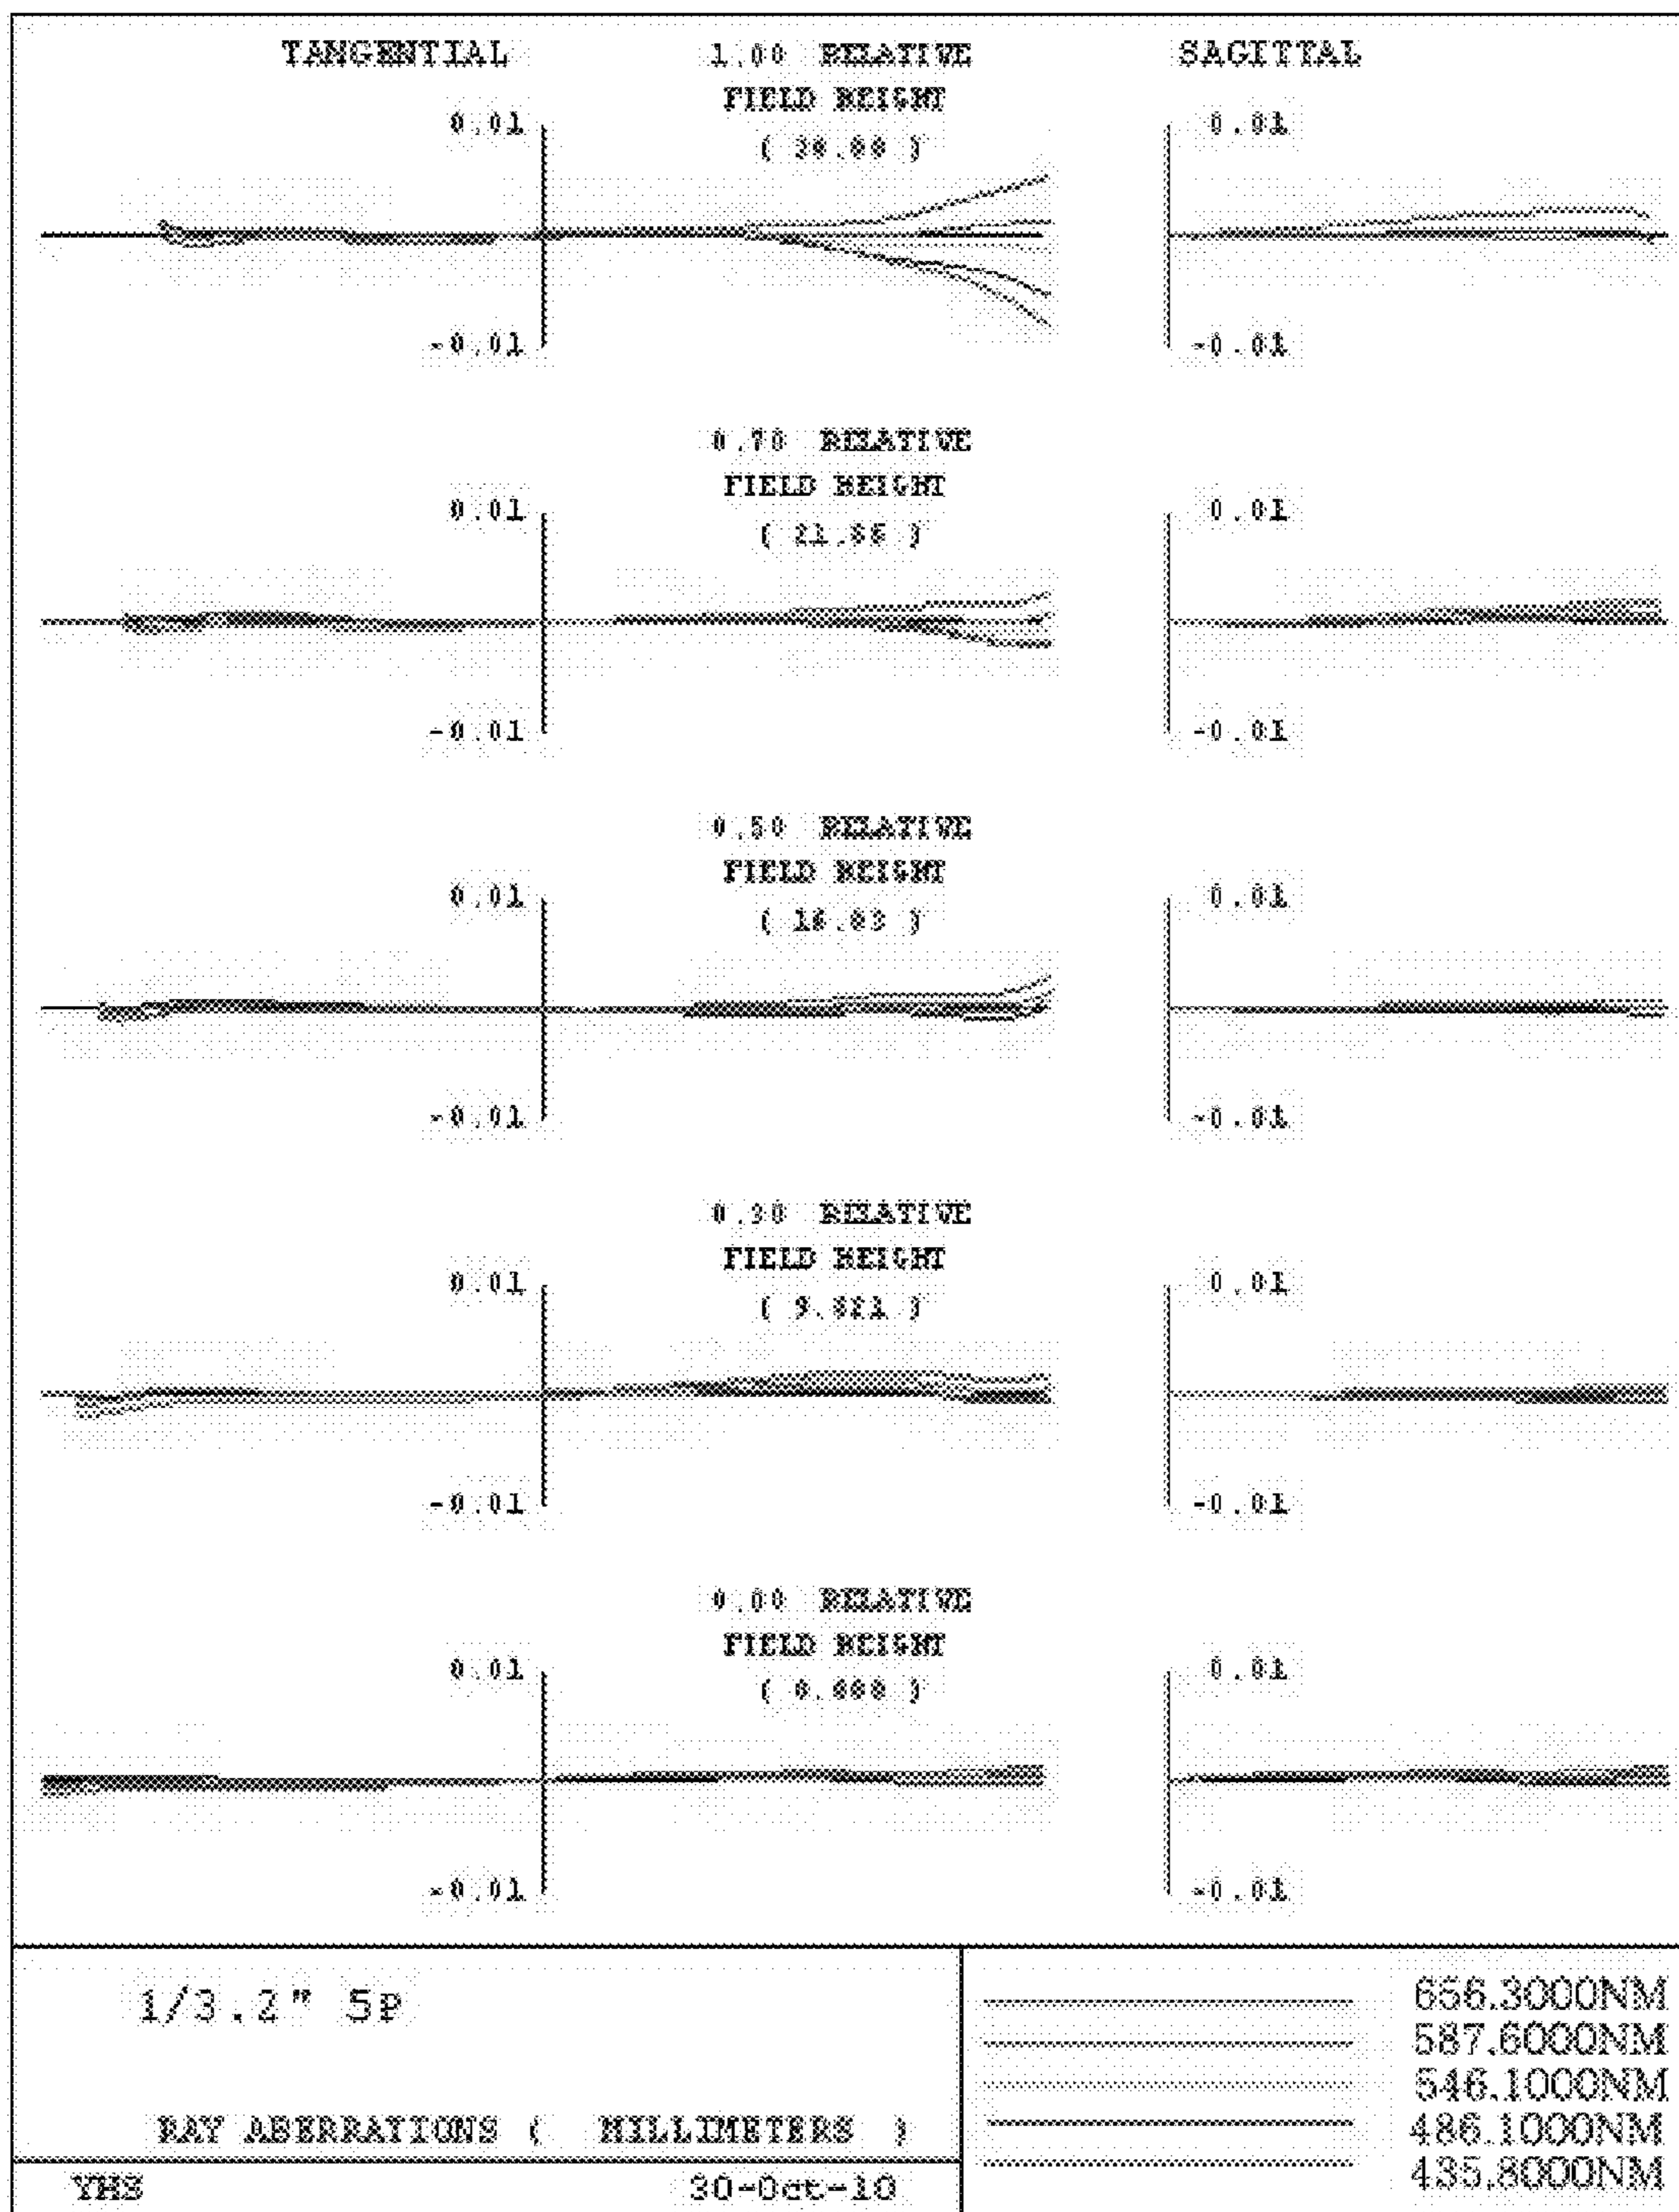 TANGENTIAL 1.00 RELATIVE SAGITTAL
FIELD HEIGHT
0.01 0.01
-0.01 -0.01
0.70 RELATIVE
FIELD HEIGHT
0.01 0.01
-0.01 -0.01
0.50 RELATIVE
FIELD HEIGHT
0.01 0.01
-0.01 -0.01
0.30 RELATIVE
FIELD HEIGHT
0.01 0.01
-0.01 -0.01
0.00 RELATIVE
FIELD HEIGHT
0.01 0.01
( 0.000 )
-0.01 -0.01
1/3.2" 5P
RAY ABERRATIONS ( MILLIMETERS )
YHS 30-Oct-10
656.3000NM
587.6000NM
546.1000NM
486.1000NM
435.8000NM